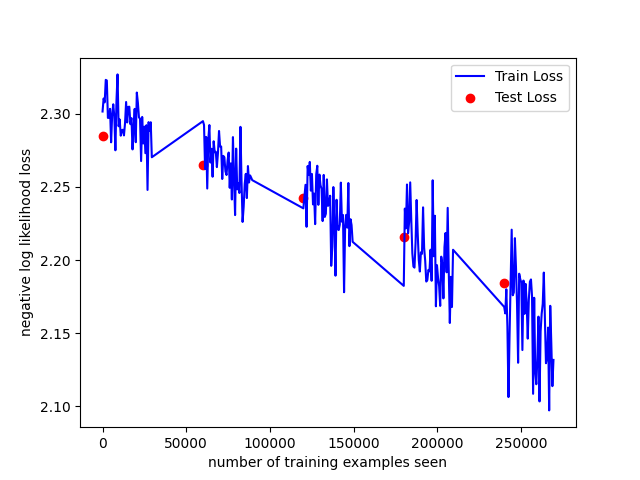 Train Loss
Test Loss
2.30
2.25
2.20
2.15
2.10
negative log likelihood loss
0
50000
100000
150000
200000
250000
number of training examples seen